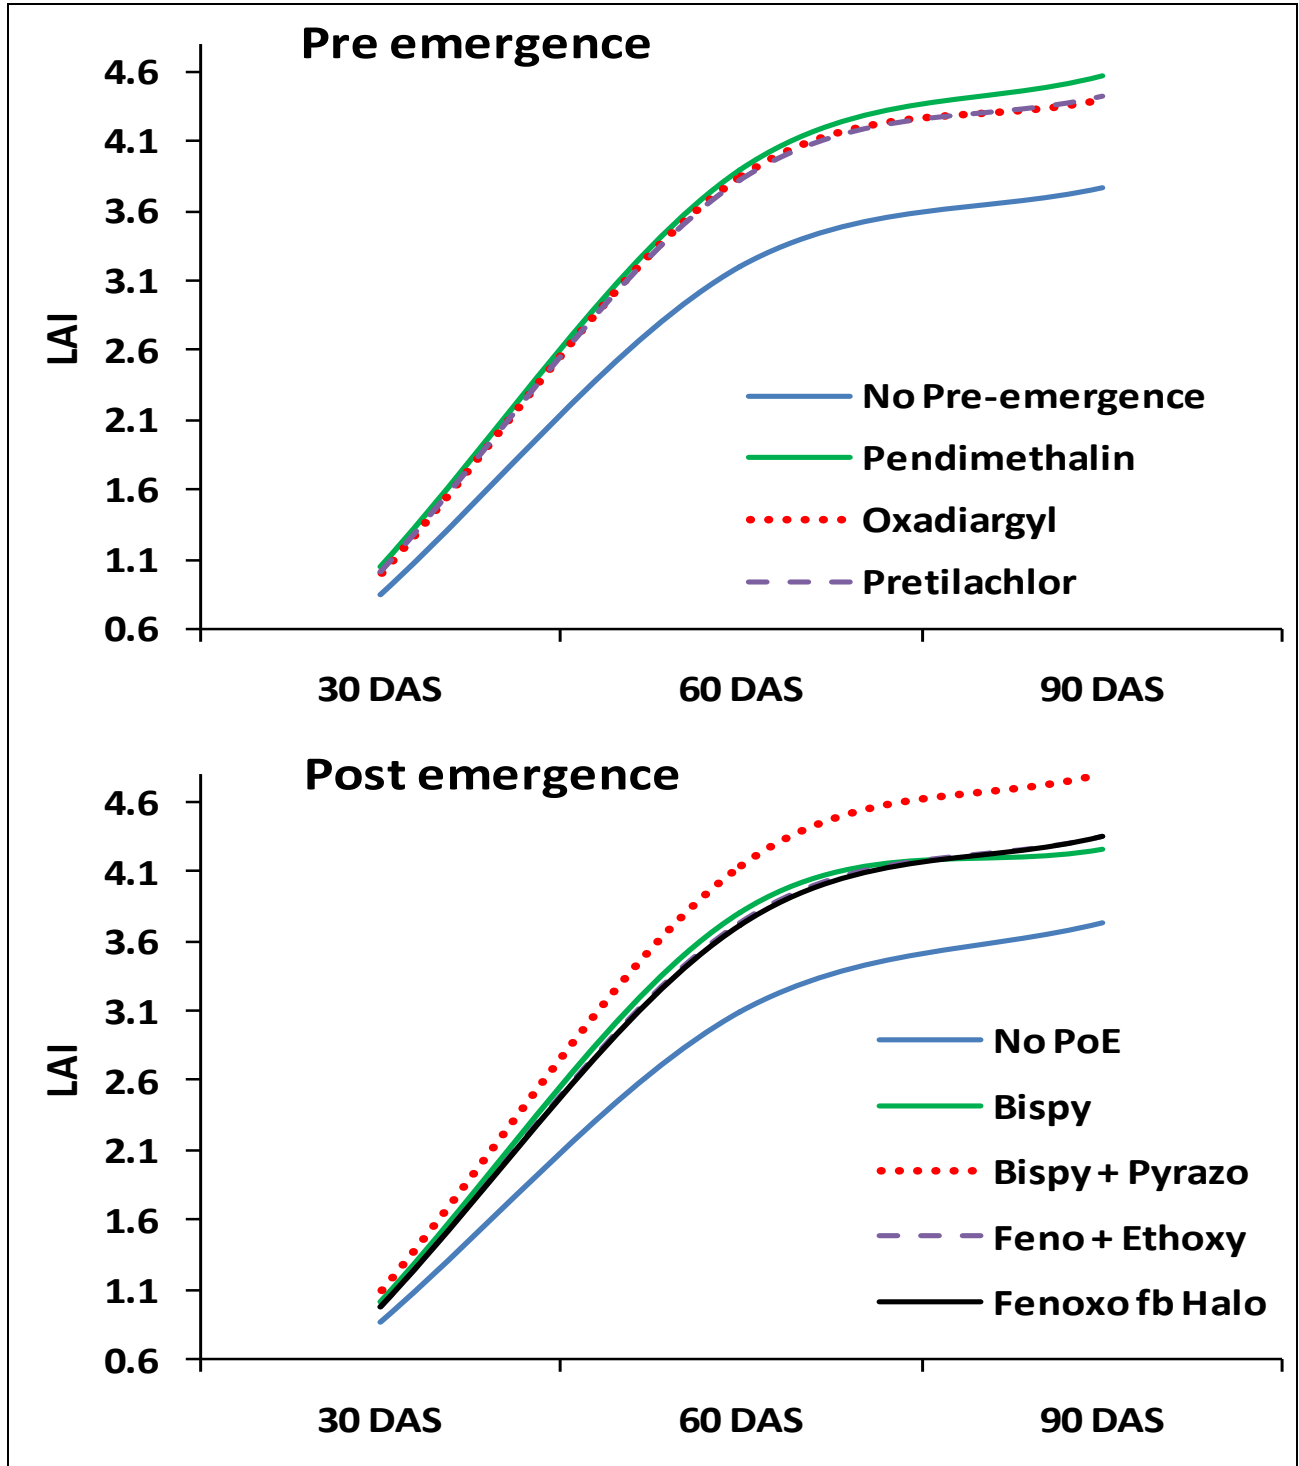 Pre emergence
4.6
4.1
3.6
3.1
2.6
2.1
1.6
1.1
0.6
LAI
No Pre-emergence
Pendimethalin
Oxadiargyl
Pretilachlor
30 DAS 60 DAS 90 DAS
Post emergence
4.6
4.1
3.6
3.1
2.6
2.1
1.6
1.1
0.6
LAI
No PoE
Bispy
Bispy + Pyrazo
Feno + Ethoxy
Fenoxo fb Halo
30 DAS 60 DAS 90 DAS